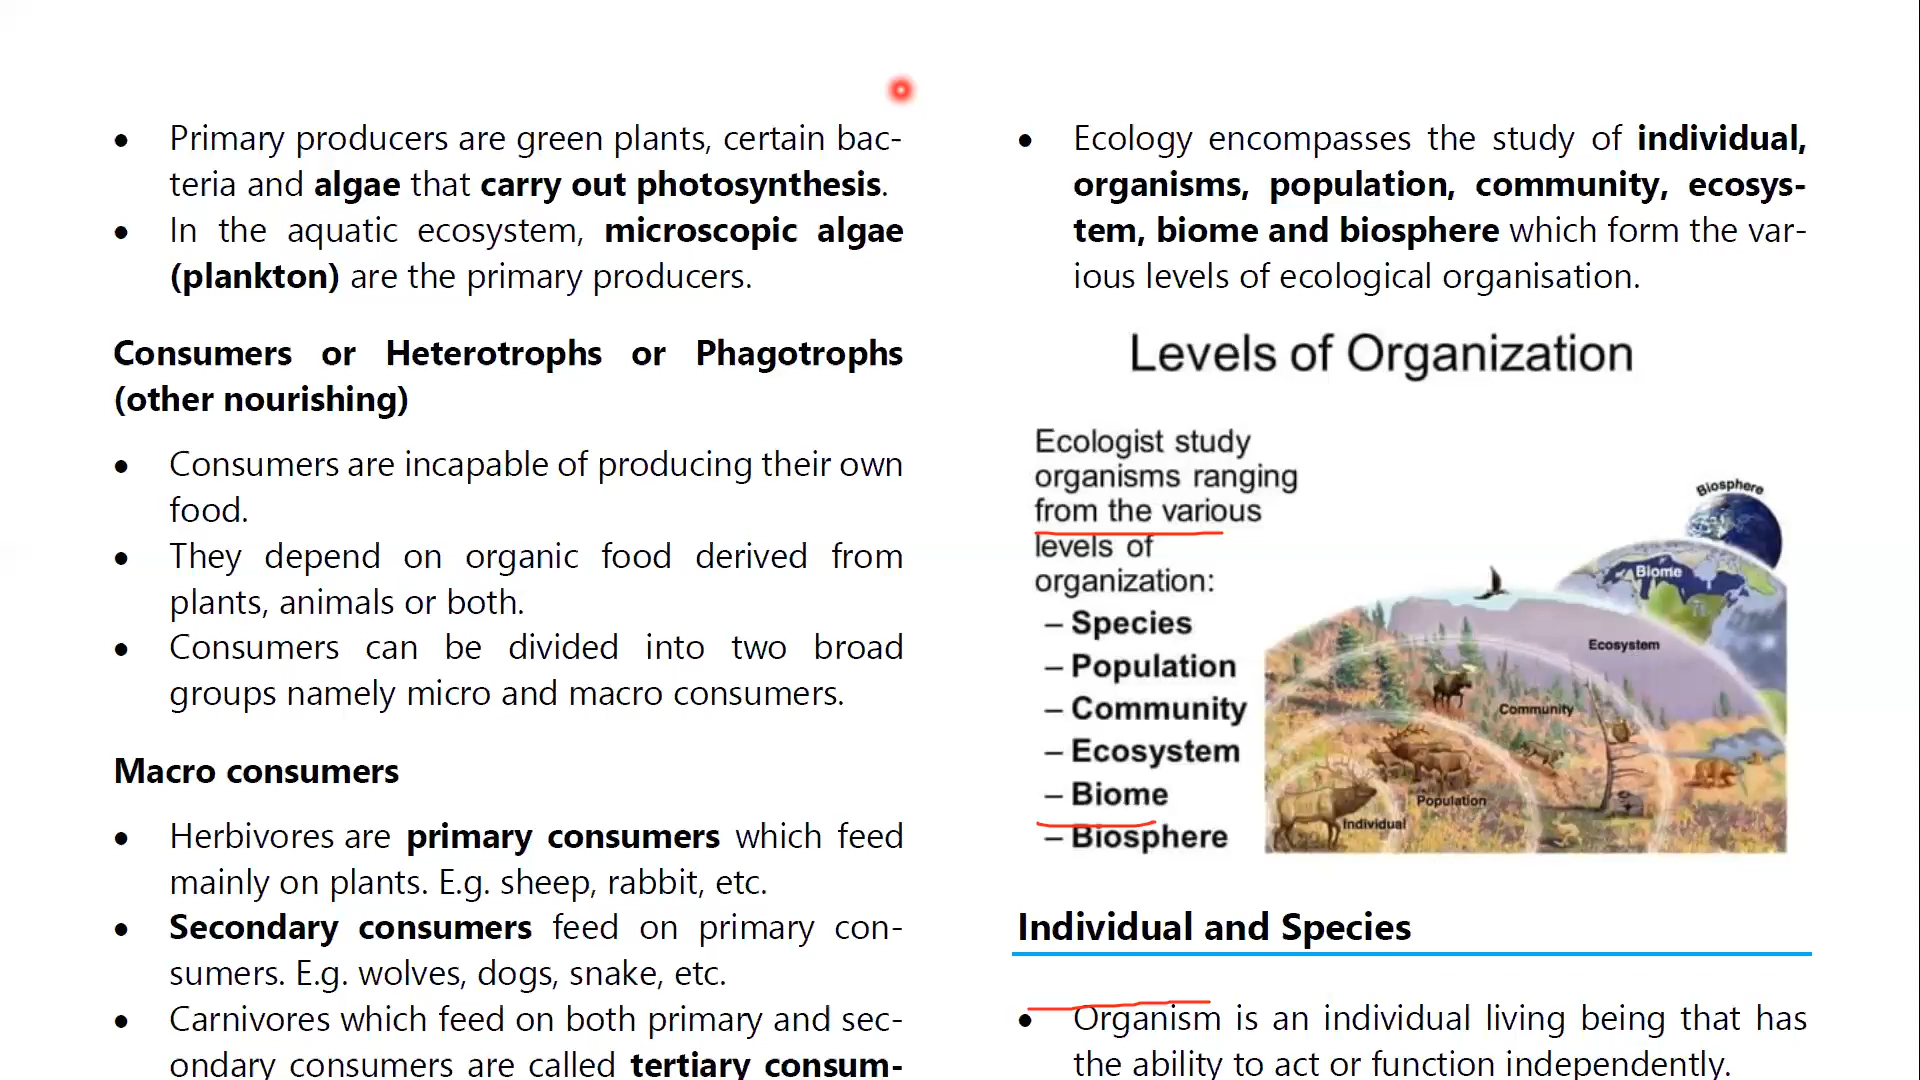 • Primary producers are green plants, certain bac-
teria and algae that carry out photosynthesis.
• In the aquatic ecosystem, microscopic algae
(plankton) are the primary producers.
Consumers or Heterotrophs or Phagotrophs
(other nourishing)
• Consumers are incapable of producing their own
food.
• They depend on organic food derived from
plants, animals or both.
• Consumers can be divided into two broad
groups namely micro and macro consumers.
Macro consumers
• Herbivores are primary consumers which feed
mainly on plants. E.g. sheep, rabbit, etc.
• Secondary consumers feed on primary con-
sumers. E.g. wolves, dogs, snake, etc.
• Carnivores which feed on both primary and sec-
ondary consumers are called tertiary consum-
• Ecology encompasses the study of individual,
organisms, population, community, ecosys-
tem, biome and biosphere which form the var-
ious levels of ecological organisation.
Levels of Organization
Ecologist study
organisms ranging
from the various
levels of
organization:
– Species
– Population
– Community
– Ecosystem
– Biome
– Biosphere
Biosphere
Biome
Ecosystem
Community
Population
Individual
Individual and Species
• Organism is an individual living being that has
the ability to act or function independently.